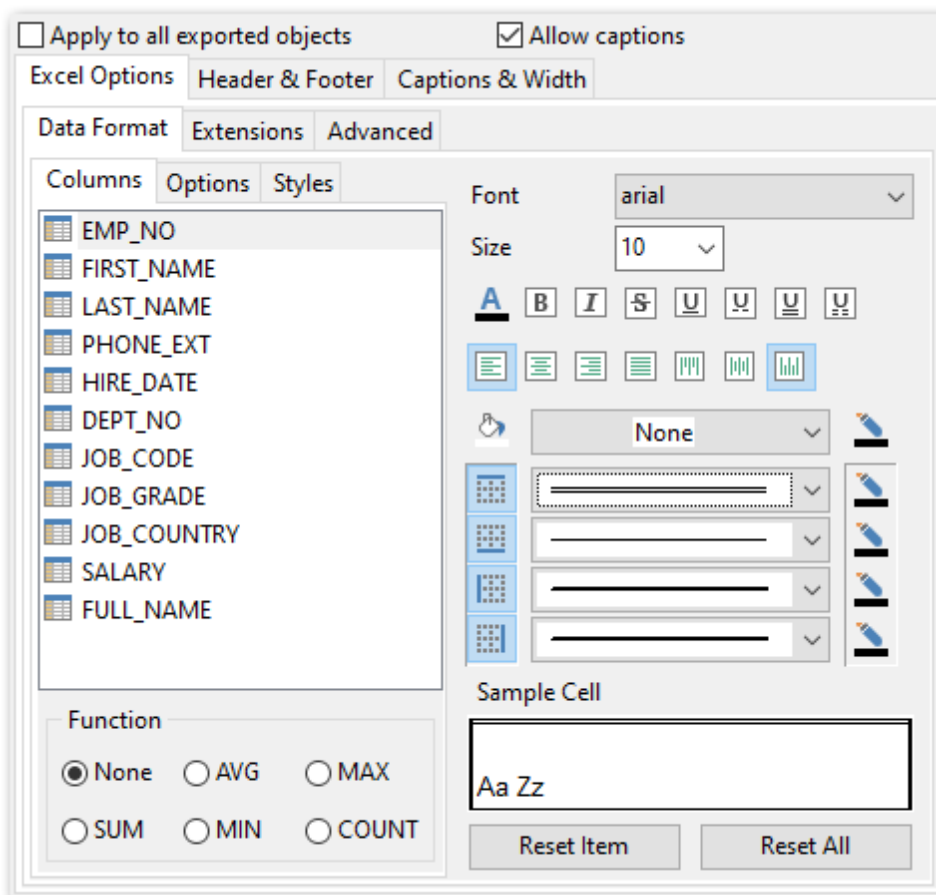 Apply to all exported objects Allow captions
Excel Options Header & Footer Captions & Width
Data Format Extensions Advanced
Columns Options Styles
EMP_NO
FIRST_NAME
LAST_NAME
PHONE_EXT
HIRE_DATE
DEPT_NO
JOB_CODE
JOB_GRADE
JOB_COUNTRY
SALARY
FULL_NAME
Function
None AVG MAX
SUM MIN COUNT
Font arial
Size 10
A B I S U U U U
None
Sample Cell
Aa Zz
Reset Item Reset All